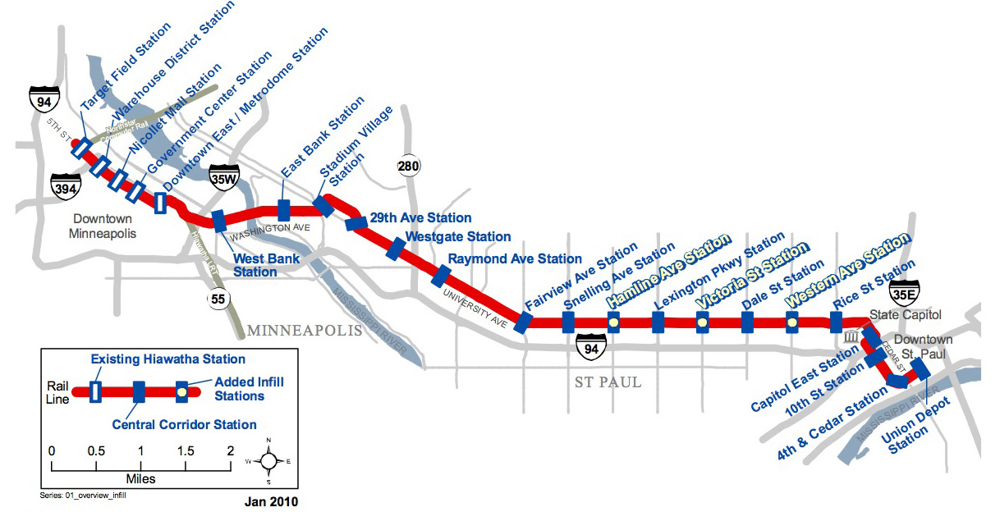 Target Field Station
Warehouse District Station
Nicollet Mall Station
Government Center Station
Downtown East / Metrodome Station
94
5TH ST
Northstar
Commuter Rail
394
35W
Downtown
Minneapolis
East Bank Station
Stadium Village
Station
280
WASHINGTON AVE
West Bank
Station
Hiawatha LRT
55
MINNEAPOLIS
MISSISSIPPI RIVER
29th Ave Station
Westgate Station
Raymond Ave Station
UNIVERSITY AVE
Fairview Ave Station
Snelling Ave Station
Hamline Ave Station
Lexington Pkwy Station
Victoria St Station
Dale St Station
Western Ave Station
Rice St Station
35E
State Capitol
94
ST PAUL
Downtown
St. Paul
CEDAR ST
Capitol East Station
10th St Station
4th & Cedar Station
MISSISSIPPI RIVER
Union Depot
Station
Existing Hiawatha Station
Rail
Line
Added Infill
Stations
Central Corridor Station
0 0.5 1 1.5 2
Miles
N
W E
S
Series: 01_overview_infill
Jan 2010